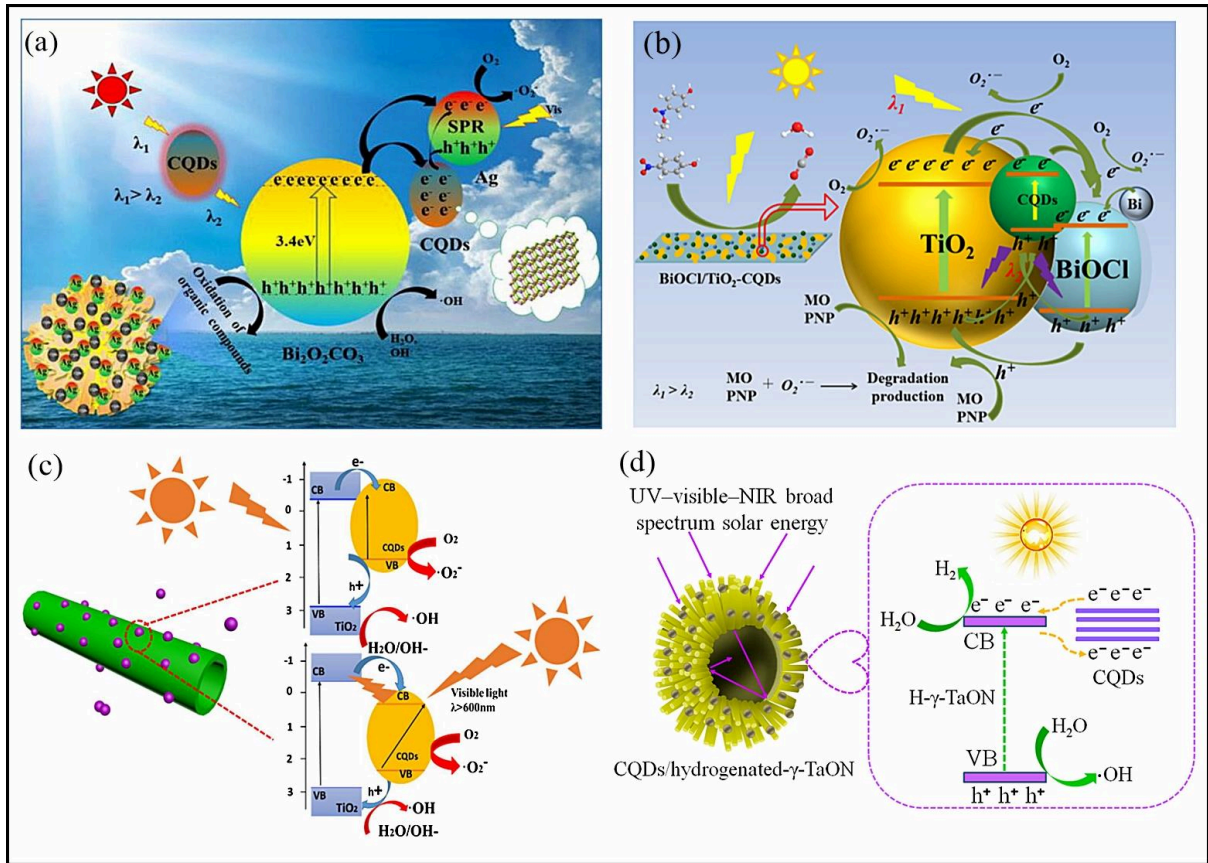 (a)
O₂
·O₂⁻
e⁻ e⁻ e⁻
SPR
Vis
h⁺h⁺h⁺
λ₁
CQDs
Ag
λ₁> λ₂
λ₂
e⁻e⁻e⁻e⁻e⁻e⁻e⁻e⁻
e⁻ e⁻
e⁻ e⁻
e⁻ e⁻
CQDs
3.4eV
h⁺h⁺h⁺h⁺h⁺h⁺h⁺
·OH
Oxidation of
organic compounds
H₂O,
OH⁻
Bi₂O₂CO₃
Ag
(b)
O₂
O₂·−
λ₁
e⁻
O₂
O₂·−
O₂·−
e⁻
O₂
e⁻ e⁻ e⁻ e⁻ e⁻ e⁻
e⁻ e⁻
CQDs
e⁻
Bi
e⁻ e⁻ e⁻
TiO₂
h⁺ h⁺
BiOCl
BiOCl/TiO₂-CQDs
h⁺
MO
PNP
h⁺h⁺h⁺h⁺h⁺h⁺
h⁺ h⁺ h⁺
h⁺
λ₁ > λ₂
MO
PNP
+ O₂·−
Degradation
production
MO
PNP
(c)
-1
0
1
2
3
CB
e-
CB
CQDs
VB
O₂
·O₂⁻
h+
VB
TiO₂
·OH
H₂O/OH-
-1
0
1
2
3
CB
e-
CB
Visible light
λ>600nm
CQDs
VB
O₂
·O₂⁻
h+
VB
TiO₂
·OH
H₂O/OH-
(d)
UV–visible–NIR broad
spectrum solar energy
CQDs/hydrogenated-γ-TaON
H₂
H₂O
e⁻ e⁻ e⁻
CB
e⁻ e⁻ e⁻
e⁻ e⁻ e⁻
CQDs
H-γ-TaON
VB
h⁺ h⁺ h⁺
H₂O
·OH